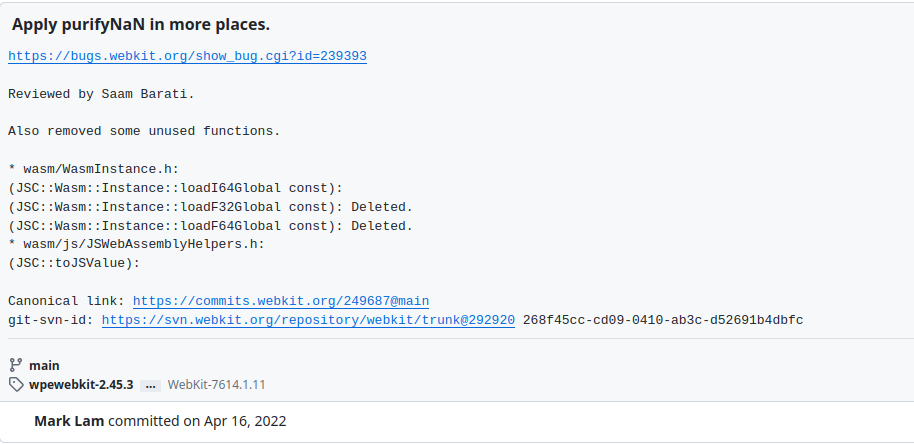 Apply purifyNaN in more places.
https://bugs.webkit.org/show_bug.cgi?id=239393
Reviewed by Saam Barati.
Also removed some unused functions.
* wasm/WasmInstance.h:
(JSC::Wasm::Instance::loadI64Global const):
(JSC::Wasm::Instance::loadF32Global const): Deleted.
(JSC::Wasm::Instance::loadF64Global const): Deleted.
* wasm/js/JSWebAssemblyHelpers.h:
(JSC::toJSValue):
Canonical link: https://commits.webkit.org/249687@main
git-svn-id: https://svn.webkit.org/repository/webkit/trunk@292920 268f45cc-cd09-0410-ab3c-d52691b4dbfc
main
wpewebkit-2.45.3 ... WebKit-7614.1.11
Mark Lam committed on Apr 16, 2022